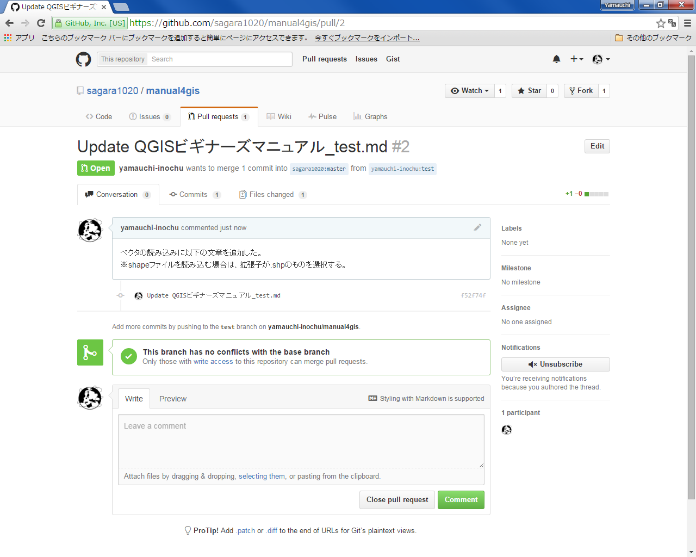 Update QGISビギナーズ
Yamauchi
GitHub, Inc. [US] https://github.com/sagara1020/manual4gis/pull/2
アプリ こちらのブックマーク バーにブックマークを追加すると簡単にページにアクセスできます。 今すぐブックマークをインポート... その他のブックマーク
This repository Search Pull requests Issues Gist
sagara1020 / manual4gis Watch 1 Star 0 Fork 1
Code Issues 0 Pull requests 1 Wiki Pulse Graphs
Update QGISビギナーズマニュアル_test.md #2 Edit
Open yamauchi-inochu wants to merge 1 commit into sagara1020:master from yamauchi-inochu:test
Conversation 0 Commits 1 Files changed 1 +1 −0
yamauchi-inochu commented just now
ベクタの読み込みに以下の文章を追加した。
※shapeファイルを読み込む場合は、拡張子が.shpのものを選択する。
Update QGISビギナーズマニュアル_test.md
Add more commits by pushing to the test branch on yamauchi-inochu/manual4gis.
This branch has no conflicts with the base branch
Only those with write access to this repository can merge pull requests.
Write Preview Styling with Markdown is supported
Leave a comment
Attach files by dragging & dropping, selecting them, or pasting from the clipboard.
Close pull request Comment
ProTip! Add .patch or .diff to the end of URLs for Git's plaintext views.
Labels
None yet
Milestone
No milestone
Assignee
No one assigned
Notifications
Unsubscribe
You're receiving notifications
because you authored the thread.
1 participant